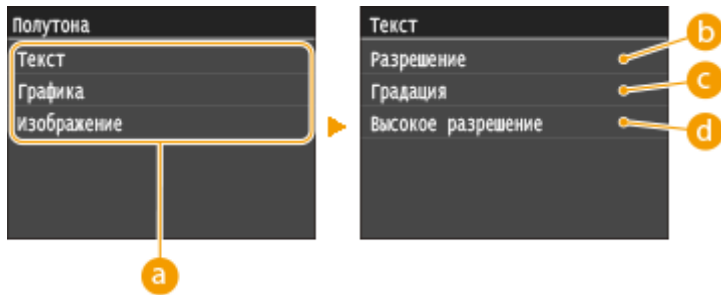 Полутона
Текст
Графика
Изображение
a
Текст
Разрешение
b
Градация
c
Высокое разрешение
d